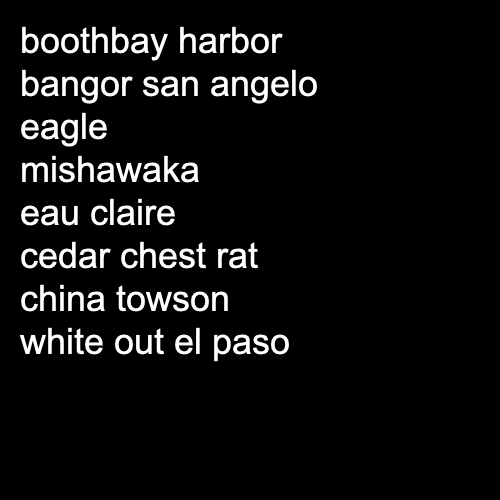 boothbay harbor
bangor san angelo
eagle
mishawaka
eau claire
cedar chest rat
china towson
white out el paso